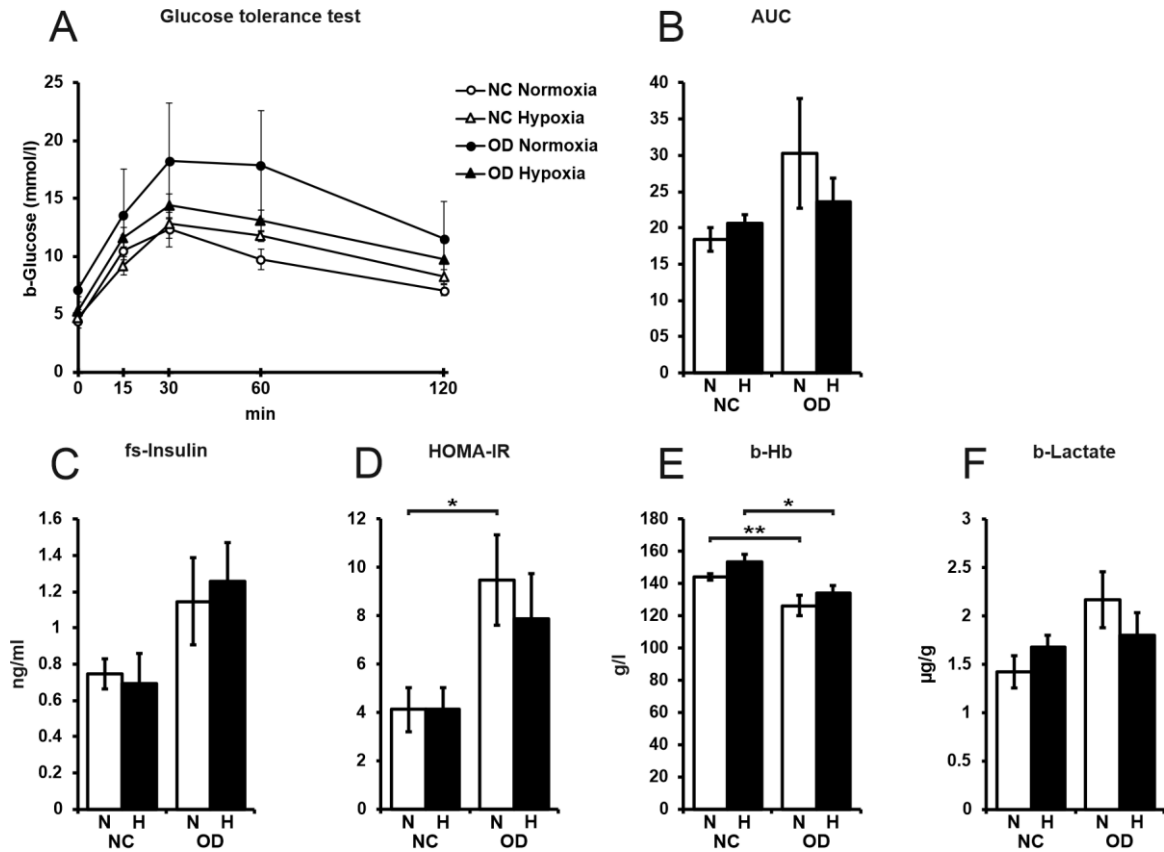 A
Glucose tolerance test
25
20
15
10
5
0
b-Glucose (mmol/l)
0 15 30 60 120
min
NC Normoxia
NC Hypoxia
OD Normoxia
OD Hypoxia
B
AUC
40
35
30
25
20
15
10
05
0
N H N H
NC OD
C
fs-Insulin
1.6
1.4
1.2
1
0.8
0.6
0.4
0.2
0
ng/ml
N H N H
NC OD
D
HOMA-IR
12
10
8
6
4
2
0
*
N H N H
NC OD
E
b-Hb
180
160
140
120
100
80
60
40
20
0
g/l
*
**
N H N H
NC OD
F
b-Lactate
3
2.5
2
1.5
1
0.5
0
µg/g
N H N H
NC OD